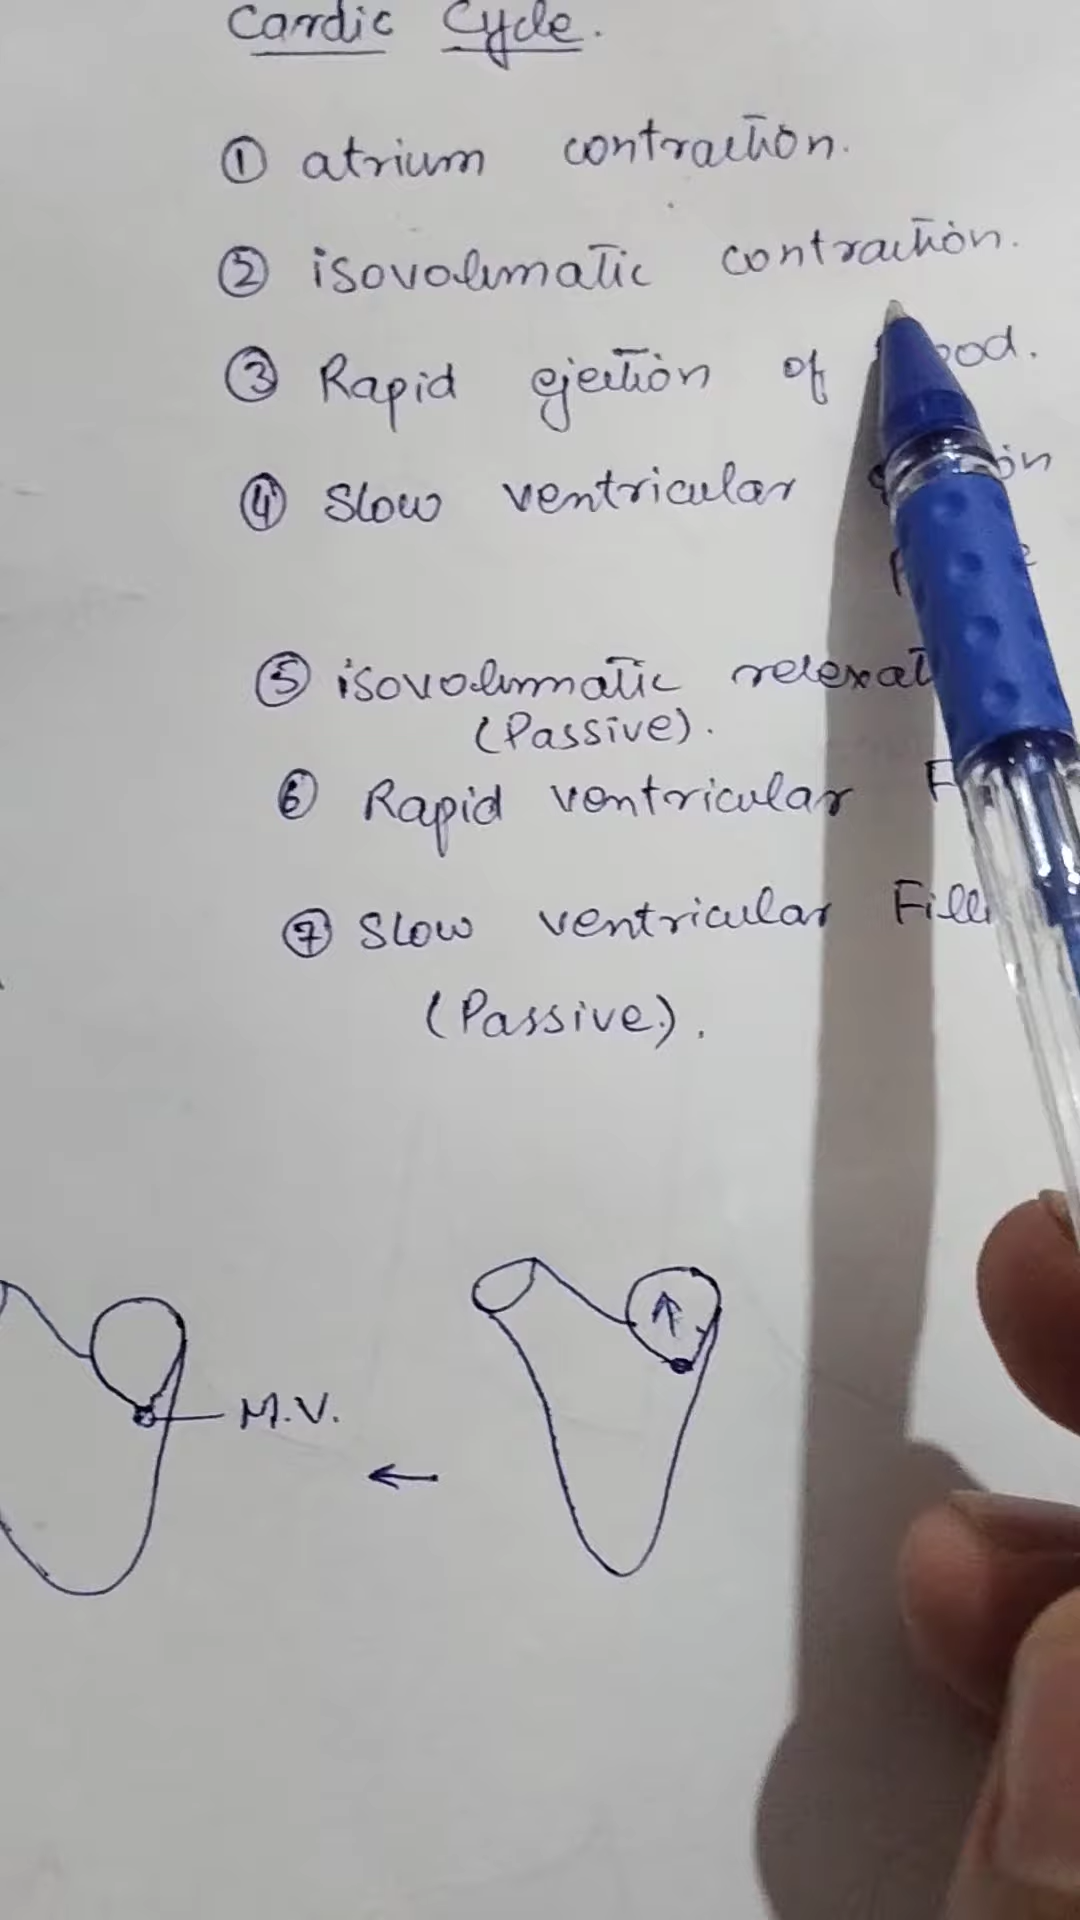 Cardic Cycle.
① atrium contraction.
② isovolumatic contraction.
③ Rapid ejection of
④ Slow ventricular
⑤ isovolumatic
(Passive).
⑥ Rapid ventricular
⑦ Slow ventricular
(Passive).
M.V.